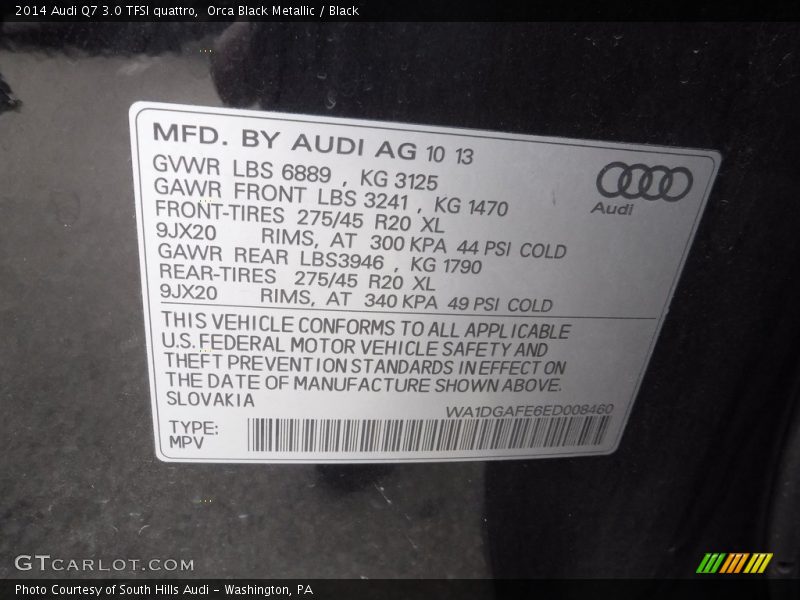 2014 Audi Q7 3.0 TFSI quattro,  Orca Black Metallic / Black
MFD. BY AUDI AG 10 13
GVWR LBS 6889 , KG 3125
GAWR FRONT LBS 3241 , KG 1470
FRONT-TIRES 275/45 R20 XL
9JX20 RIMS, AT 300 KPA 44 PSI COLD
GAWR REAR LBS3946 , KG 1790
REAR-TIRES 275/45 R20 XL
9JX20 RIMS, AT 340 KPA 49 PSI COLD
Audi
THIS VEHICLE CONFORMS TO ALL APPLICABLE
U.S. FEDERAL MOTOR VEHICLE SAFETY AND
THEFT PREVENTION STANDARDS IN EFFECT ON
THE DATE OF MANUFACTURE SHOWN ABOVE.
SLOVAKIA
WA1DGAFE6ED008460
TYPE:
MPV
GTCARLOT.COM
Photo Courtesy of South Hills Audi - Washington, PA